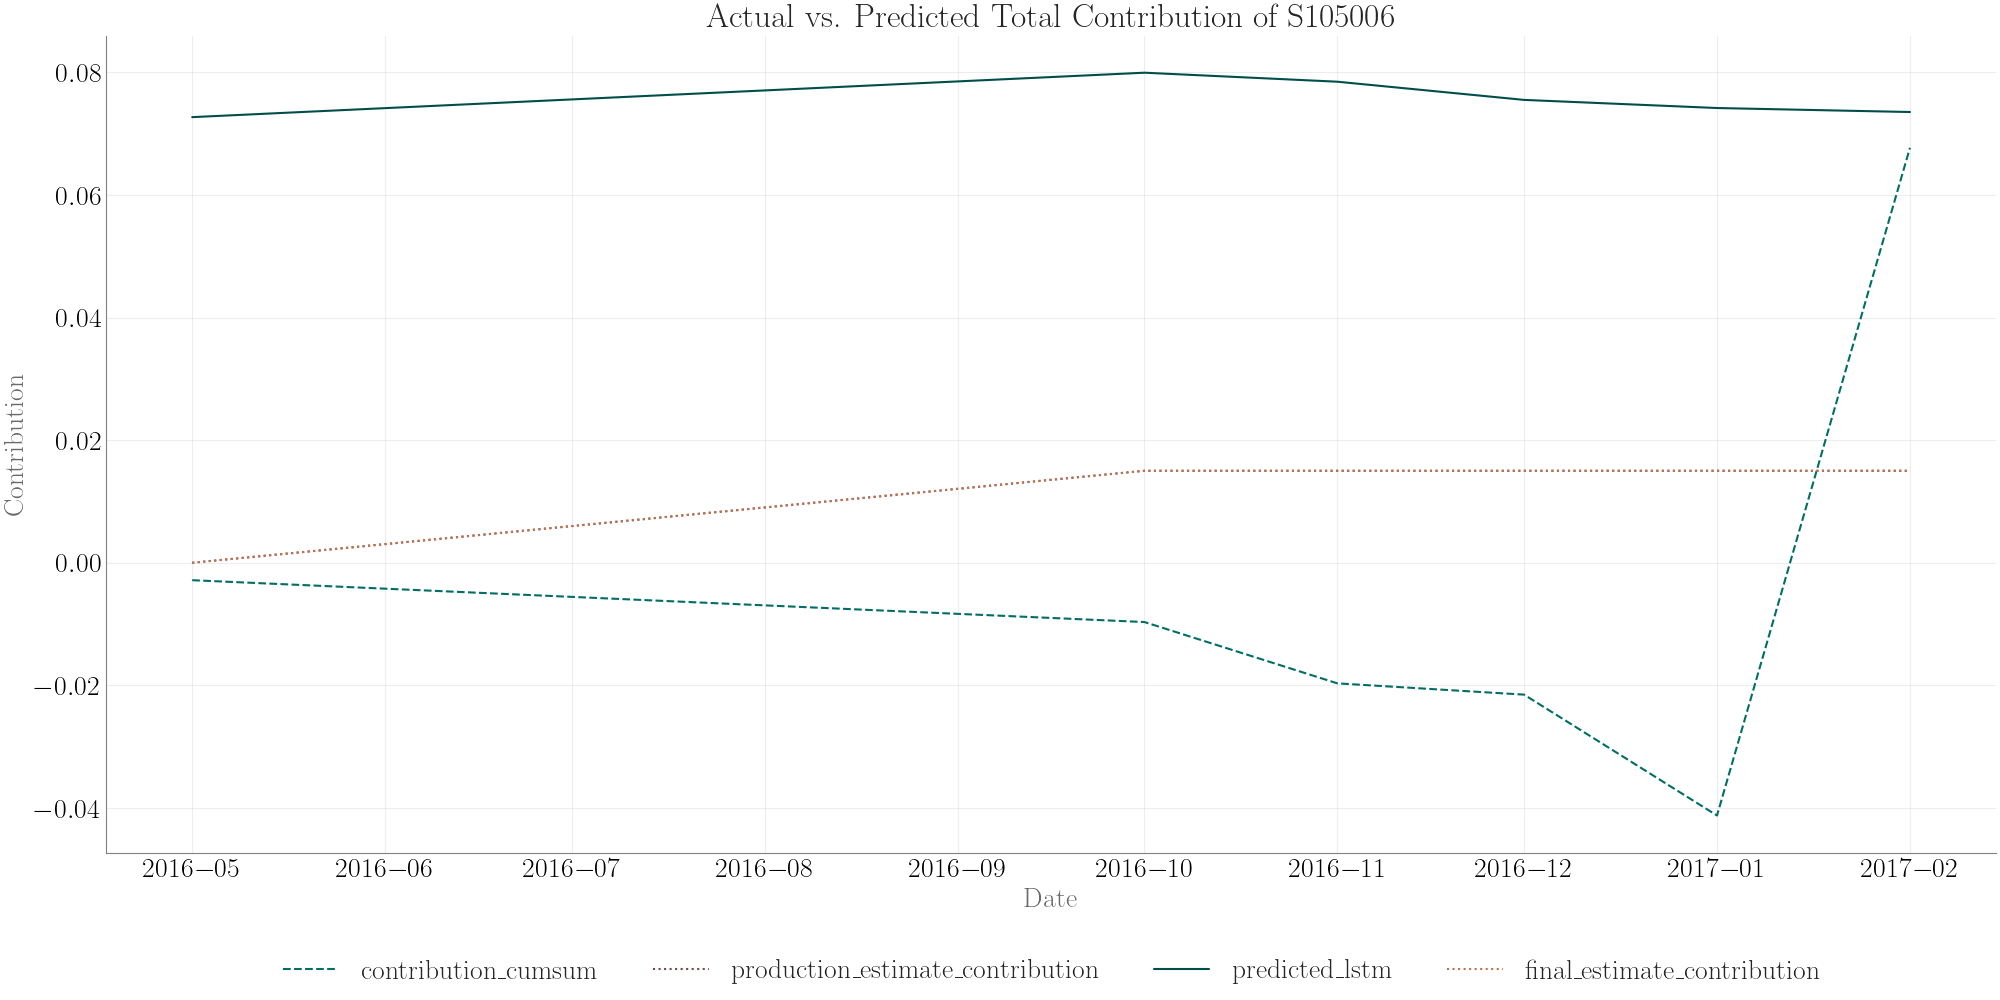 Actual vs. Predicted Total Contribution of S105006
0.08
0.06
0.04
0.02
0.00
−0.02
−0.04
Contribution
2016−05 2016−06 2016−07 2016−08 2016−09 2016−10 2016−11 2016−12 2017−01 2017−02
Date
contribution_cumsum production_estimate_contribution predicted_lstm final_estimate_contribution